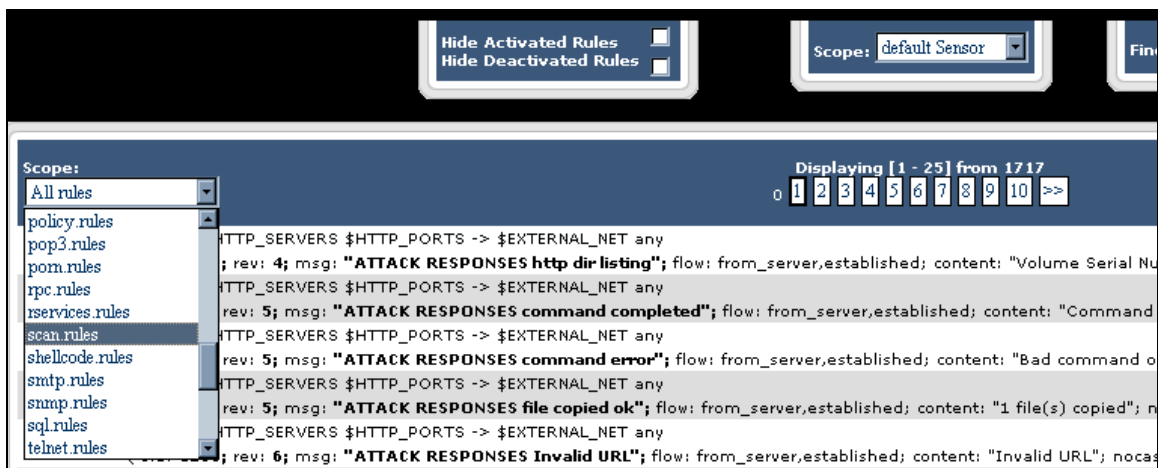 Hide Activated Rules
Hide Deactivated Rules
Scope: default Sensor
Scope:
All rules
Displaying [1 - 25] from 1717
0 1 2 3 4 5 6 7 8 9 10 >>
policy.rules
pop3.rules
porn.rules
rpc.rules
rservices.rules
scan.rules
shellcode.rules
smtp.rules
snmp.rules
sql.rules
telnet.rules
HTTP_SERVERS $HTTP_PORTS -> $EXTERNAL_NET any
; rev: 4; msg: "ATTACK RESPONSES http dir listing"; flow: from_server,established; content: "Volume Serial
HTTP_SERVERS $HTTP_PORTS -> $EXTERNAL_NET any
rev: 5; msg: "ATTACK RESPONSES command completed"; flow: from_server,established; content: "Command
HTTP_SERVERS $HTTP_PORTS -> $EXTERNAL_NET any
rev: 5; msg: "ATTACK RESPONSES command error"; flow: from_server,established; content: "Bad command
HTTP_SERVERS $HTTP_PORTS -> $EXTERNAL_NET any
rev: 5; msg: "ATTACK RESPONSES file copied ok"; flow: from_server,established; content: "1 file(s) copied";
HTTP_SERVERS $HTTP_PORTS -> $EXTERNAL_NET any
; rev: 6; msg: "ATTACK RESPONSES Invalid URL"; flow: from_server,established; content: "Invalid URL";